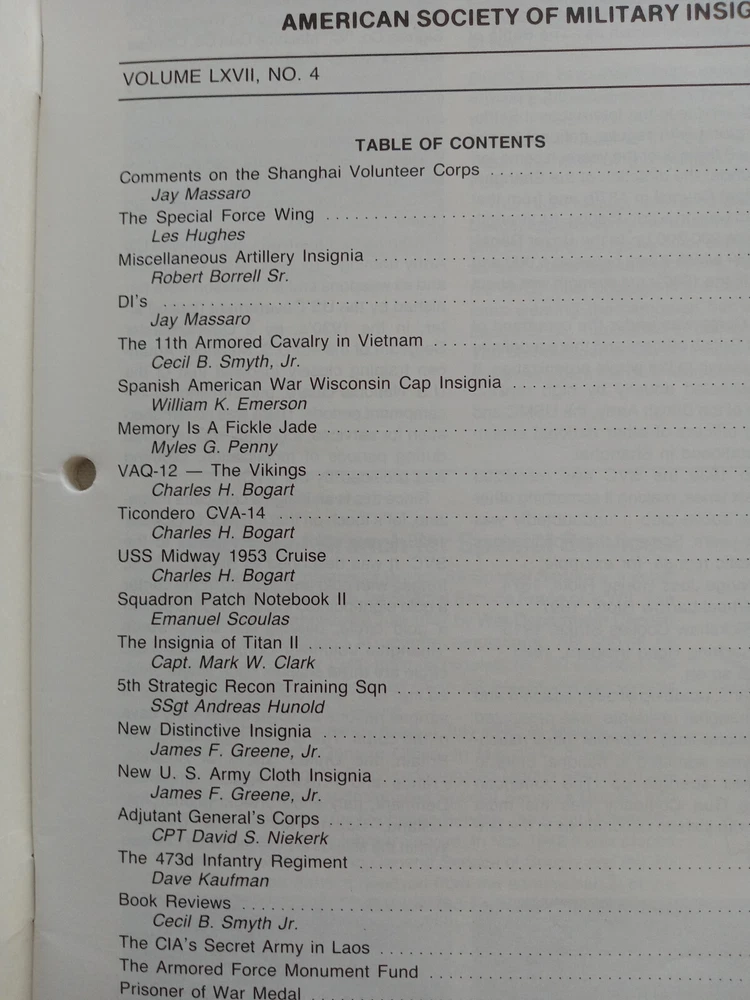 AMERICAN SOCIETY OF MILITARY INSIG
VOLUME LXVII, NO. 4
TABLE OF CONTENTS
Comments on the Shanghai Volunteer Corps
Jay Massaro
The Special Force Wing
Les Hughes
Miscellaneous Artillery Insignia
Robert Borrell Sr.
DI's
Jay Massaro
The 11th Armored Cavalry in Vietnam
Cecil B. Smyth, Jr.
Spanish American War Wisconsin Cap Insignia
William K. Emerson
Memory Is A Fickle Jade
Myles G. Penny
VAQ-12 — The Vikings
Charles H. Bogart
Ticondero CVA-14
Charles H. Bogart
USS Midway 1953 Cruise
Charles H. Bogart
Squadron Patch Notebook II
Emanuel Scoulas
The Insignia of Titan II
Capt. Mark W. Clark
5th Strategic Recon Training Sqn
SSgt Andreas Hunold
New Distinctive Insignia
James F. Greene, Jr.
New U. S. Army Cloth Insignia
James F. Greene, Jr.
Adjutant General's Corps
CPT David S. Niekerk
The 473d Infantry Regiment
Dave Kaufman
Book Reviews
Cecil B. Smyth Jr.
The CIA's Secret Army in Laos
The Armored Force Monument Fund
Prisoner of War Medal